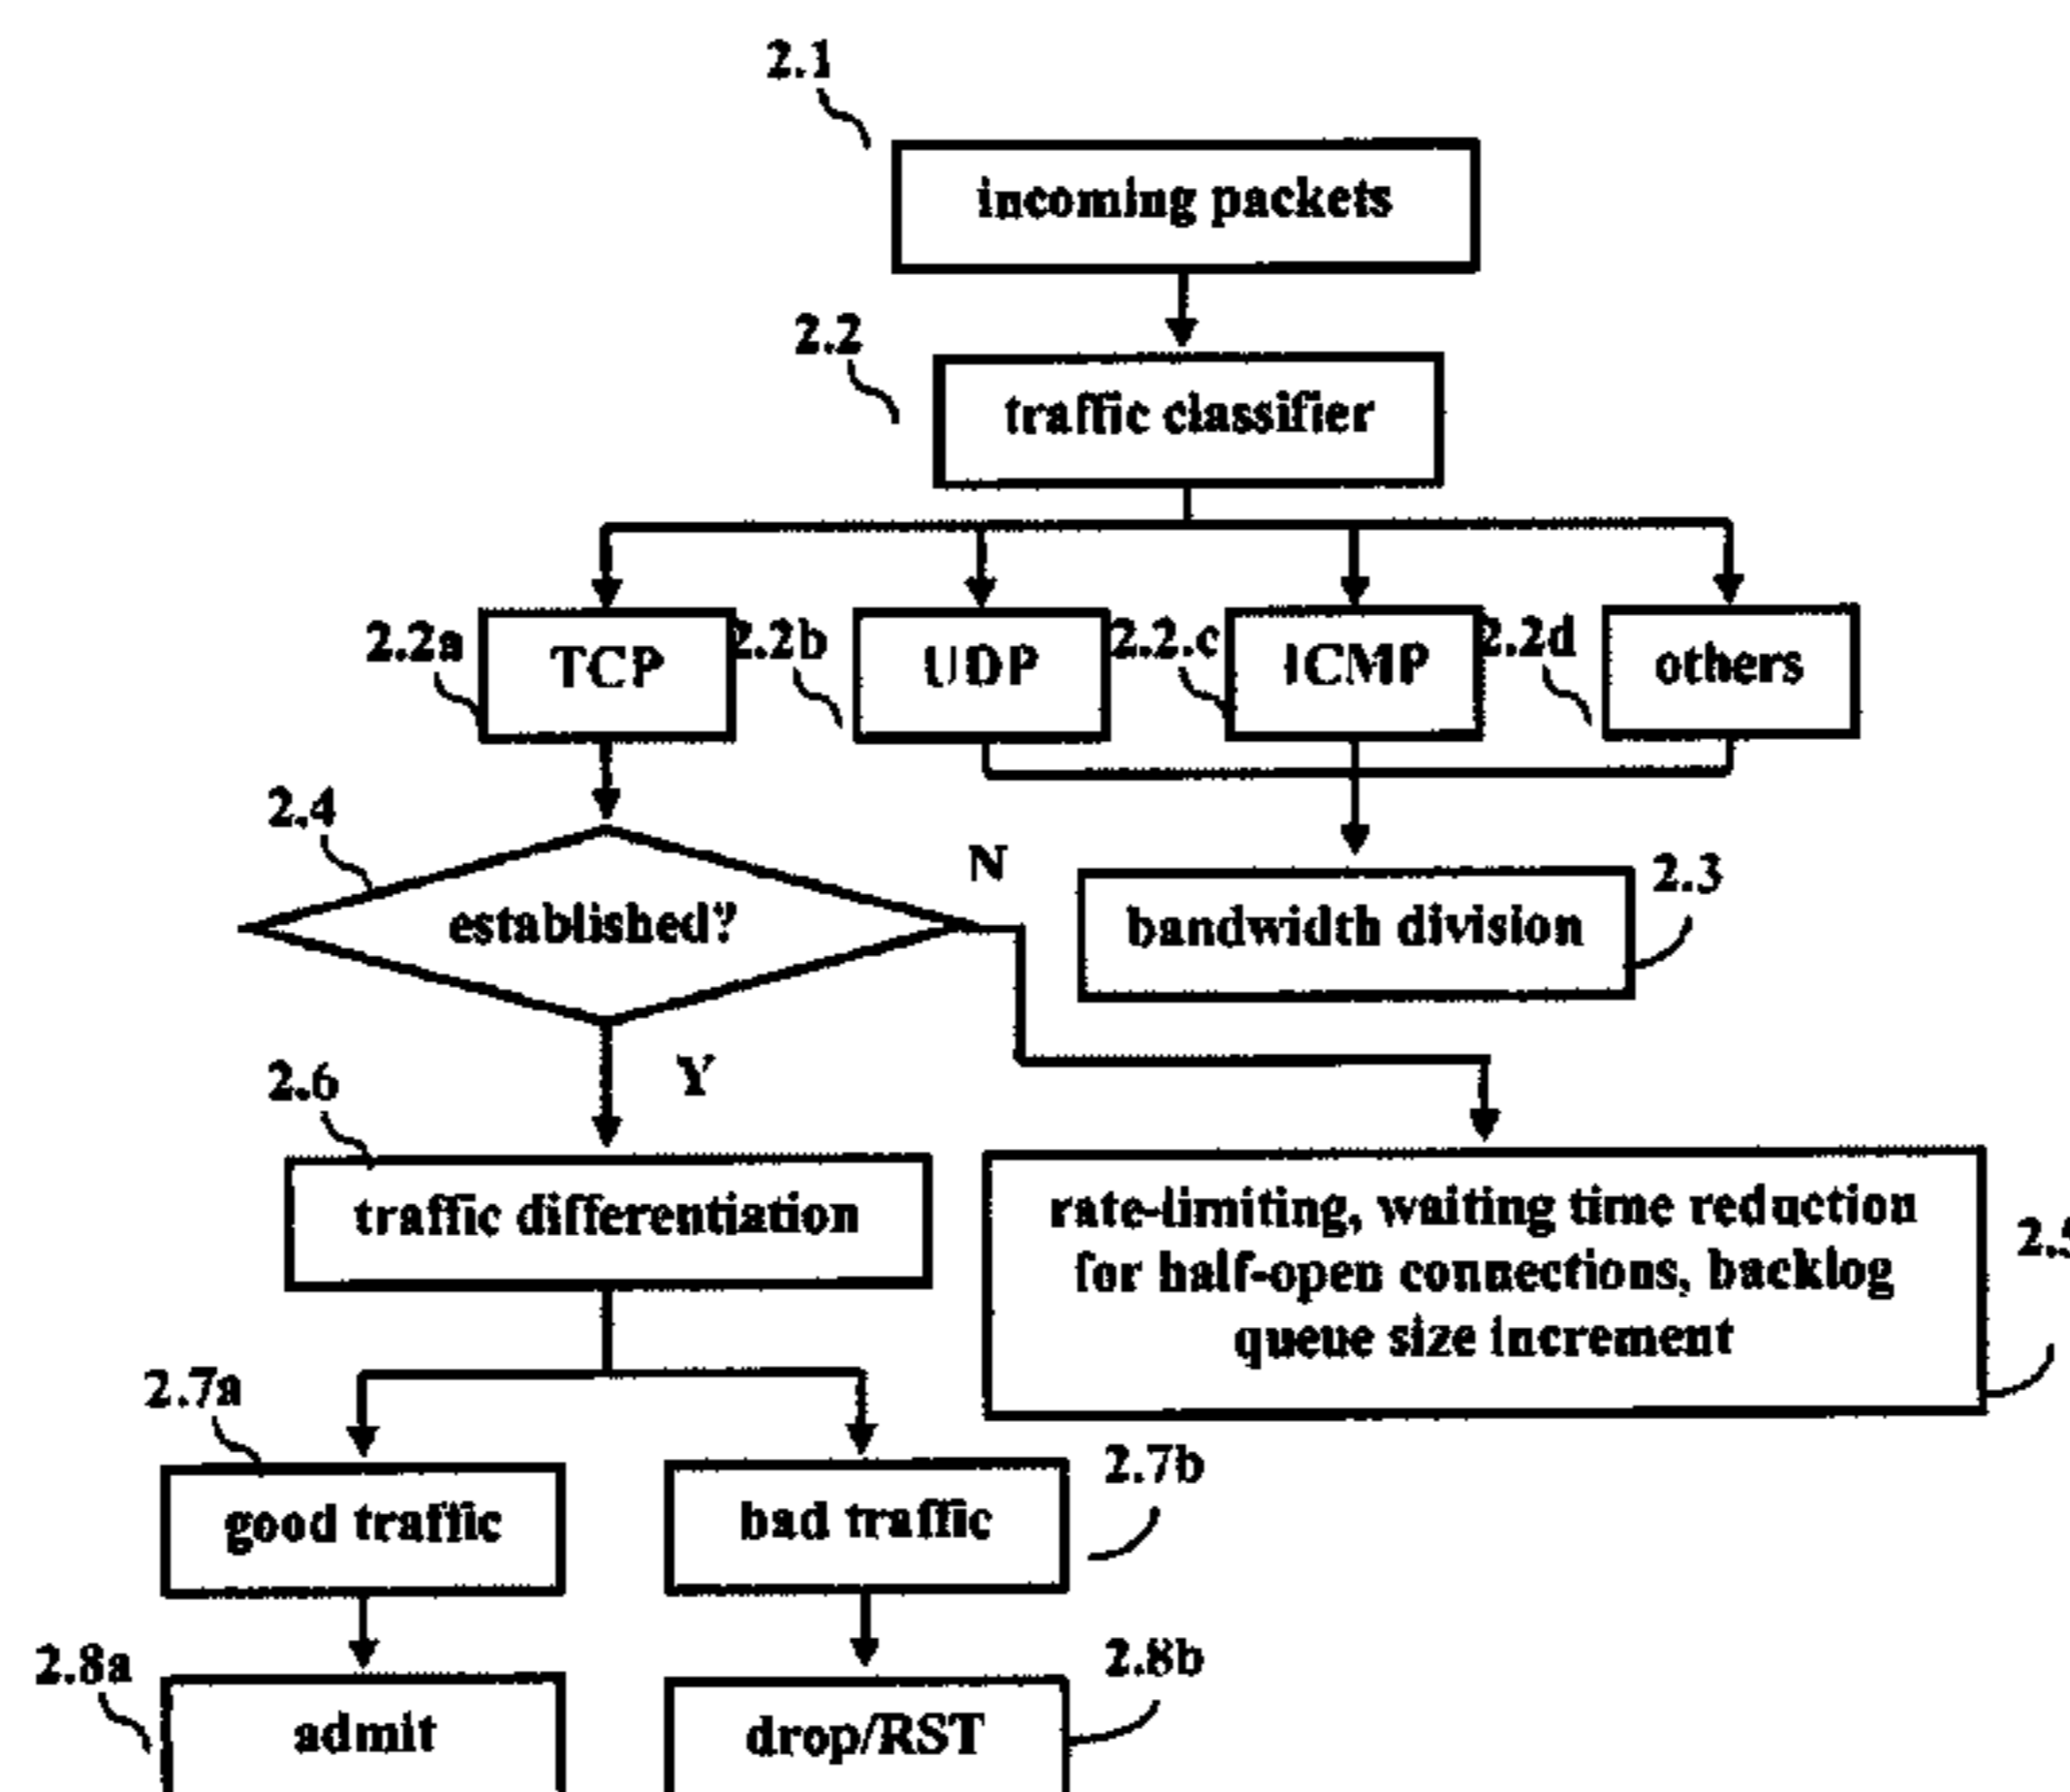 2.1
incoming packets
2.2
traffic classifier
2.2a
TCP
2.2b
UDP
2.2.c
ICMP
2.2d
others
2.4
established?
N
bandwidth division
2.3
Y
2.6
traffic differentiation
rate-limiting, waiting time reduction
for half-open connections, backlog
queue size increment
2.5
2.7a
good traffic
bad traffic
2.7b
2.8a
admit
drop/RST
2.8b